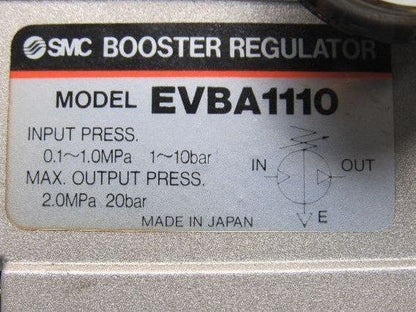 SMC BOOSTER REGULATOR
MODEL EVBA1110
INPUT PRESS.
0.1~1.0MPa 1~10bar
MAX. OUTPUT PRESS.
2.0MPa 20bar
IN OUT
E
MADE IN JAPAN